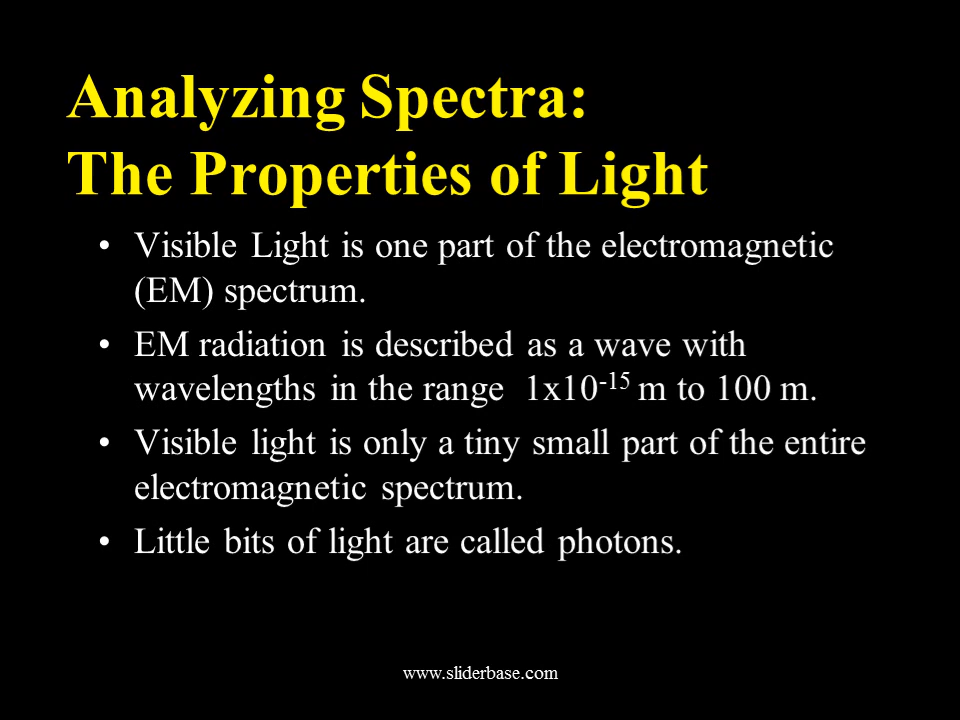 Analyzing Spectra:
The Properties of Light
• Visible Light is one part of the electromagnetic
(EM) spectrum.
• EM radiation is described as a wave with
wavelengths in the range 1x10⁻¹⁵ m to 100 m.
• Visible light is only a tiny small part of the entire
electromagnetic spectrum.
• Little bits of light are called photons.
www.sliderbase.com